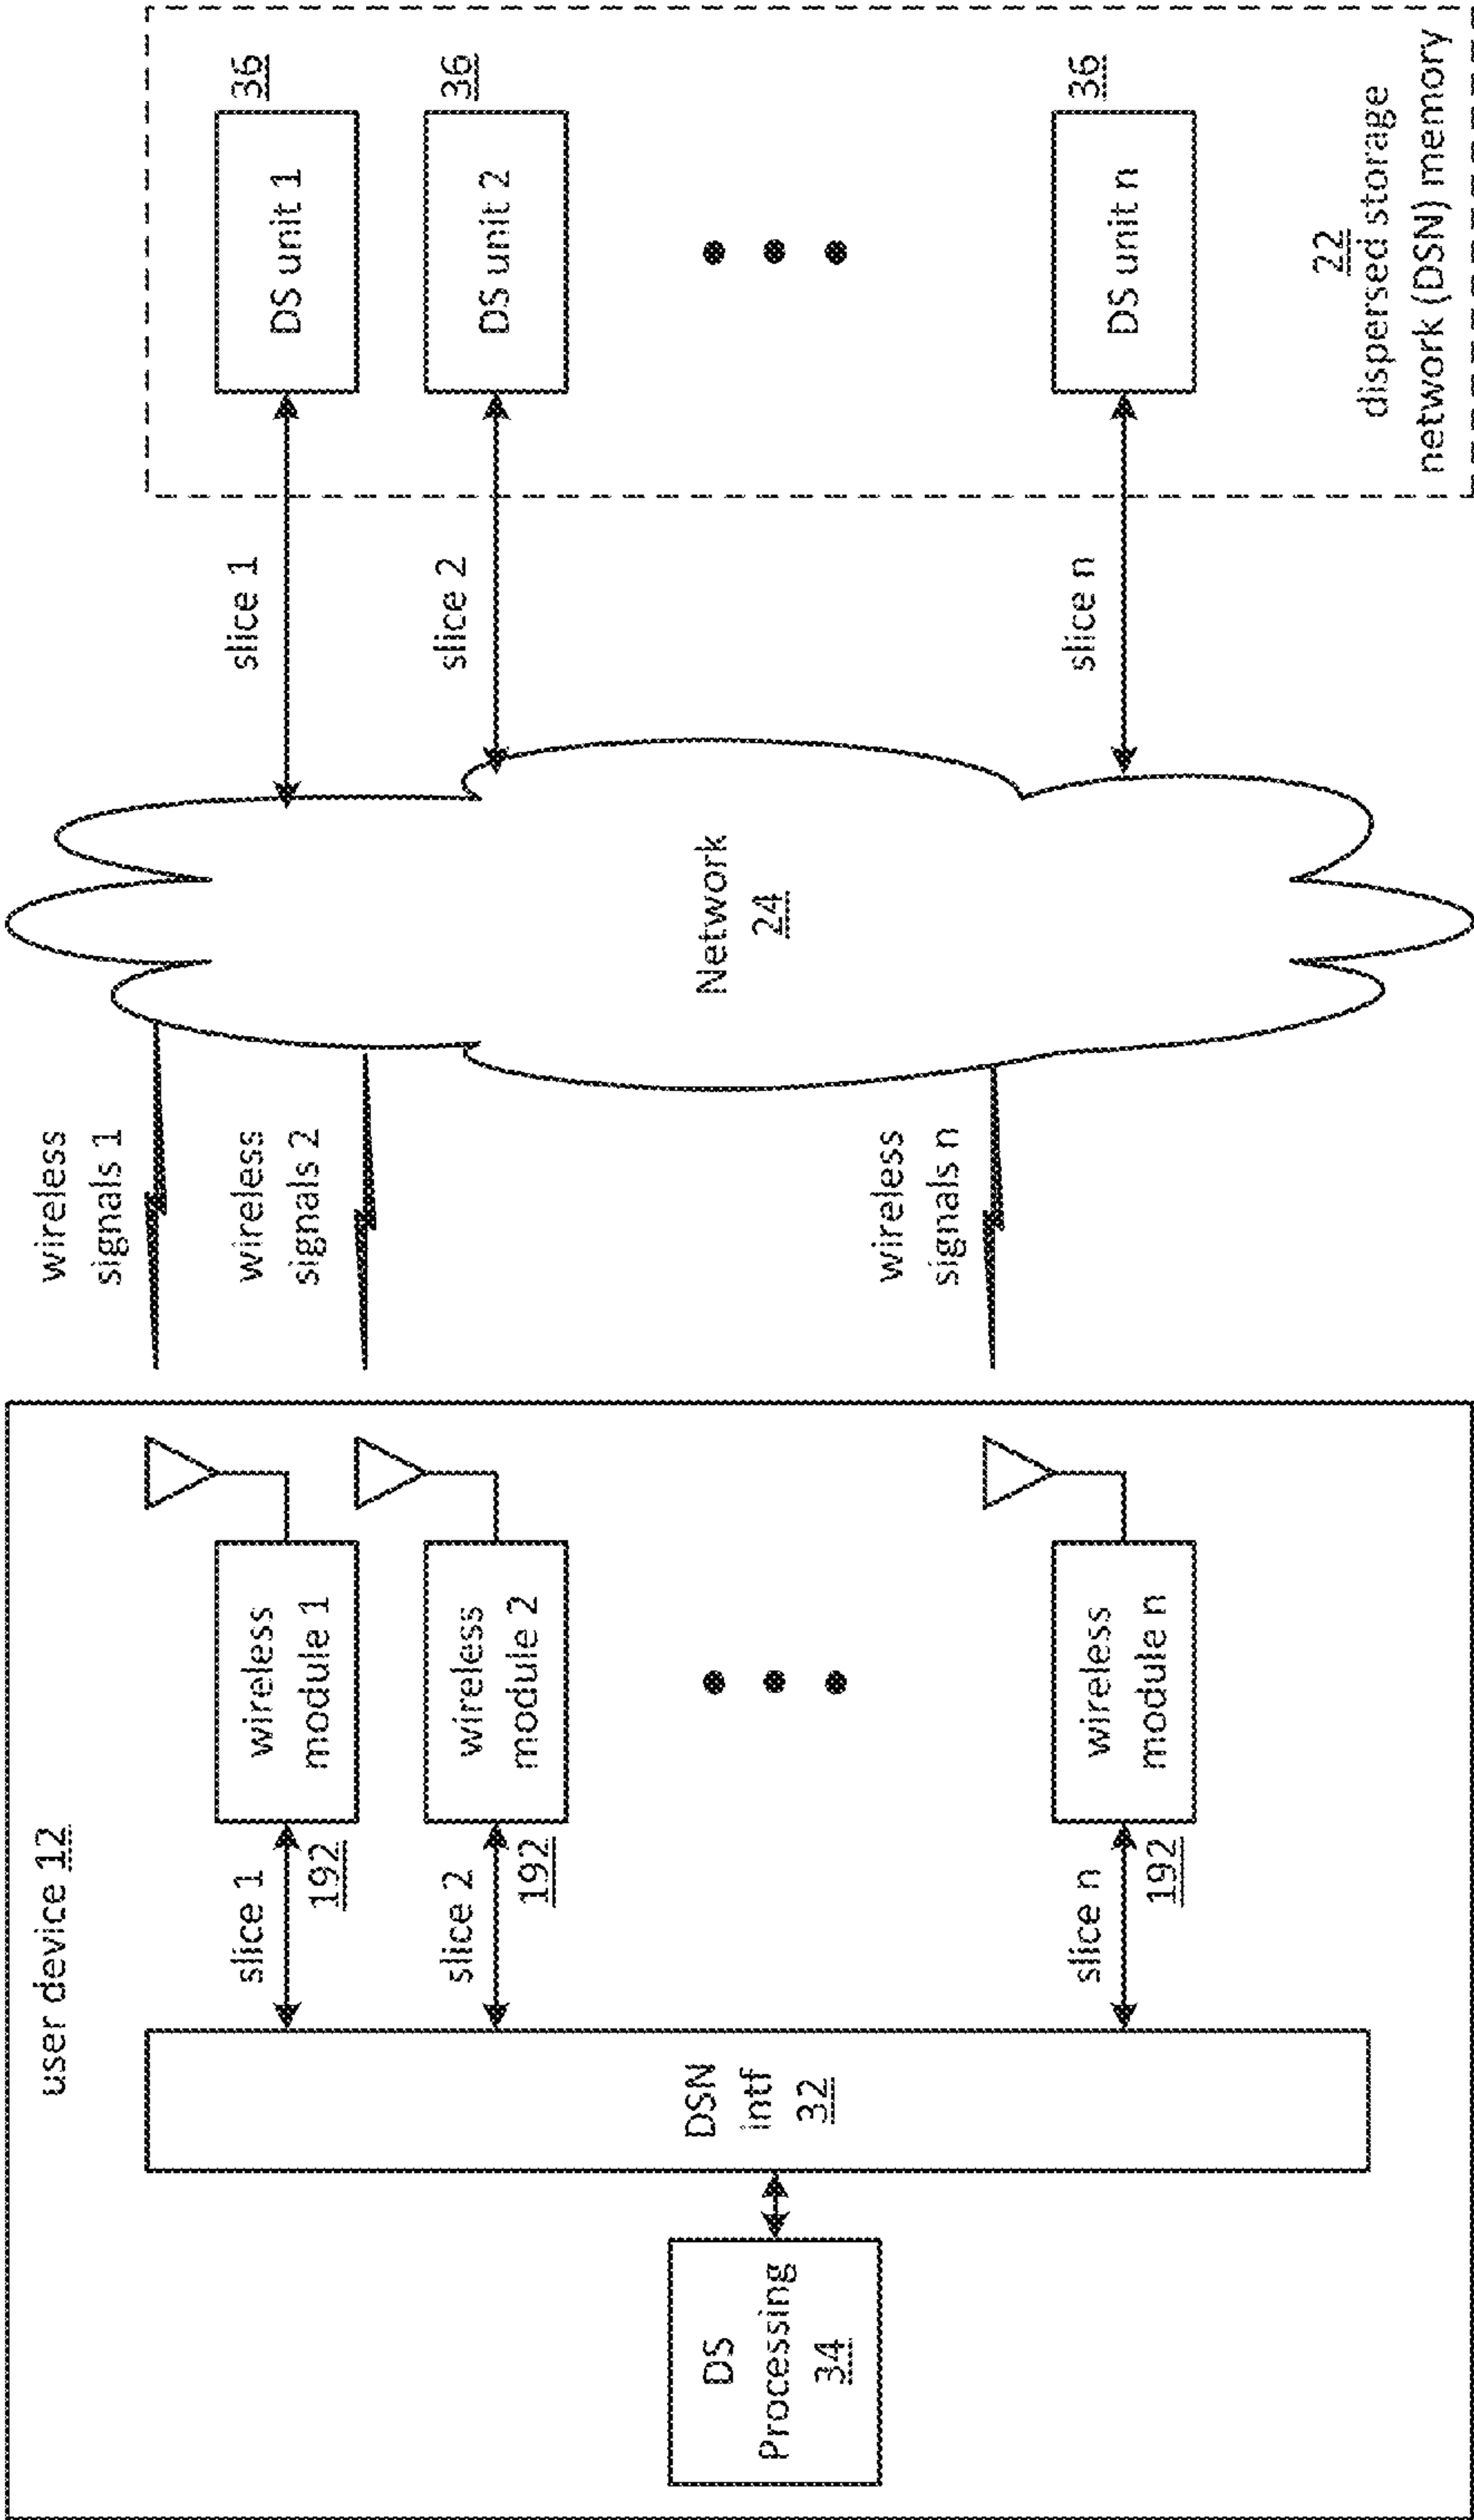 user device 12
DS
Processing
34
DSN
intf
32
slice 1
192
wireless
module 1
slice 2
192
wireless
module 2
slice n
192
wireless
module n
wireless
signals 1
wireless
signals 2
wireless
signals n
Network
24
slice 1
slice 2
slice n
DS unit 1
36
DS unit 2
36
DS unit n
36
22
dispersed storage
network (DSN) memory